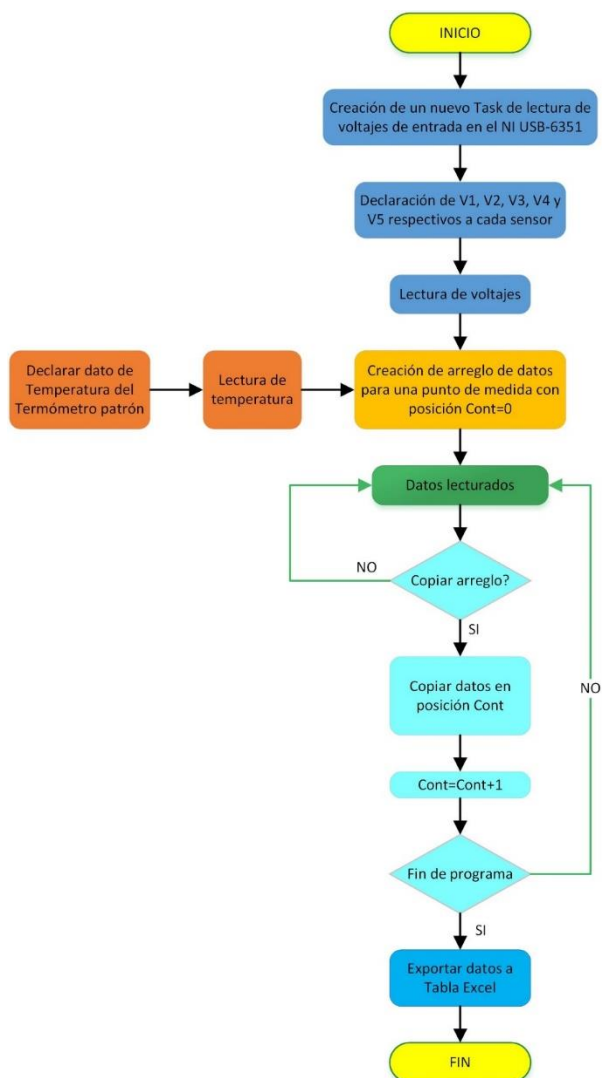 INICIO
Creación de un nuevo Task de lectura de
voltajes de entrada en el NI USB-6351
Declaración de V1, V2, V3, V4 y
V5 respectivos a cada sensor
Lectura de voltajes
Declarar dato de
Temperatura del
Termómetro patrón
Lectura de
temperatura
Creación de arreglo de datos
para una punto de medida con
posición Cont=0
Datos lecturados
NO
Copiar arreglo?
SI
Copiar datos en
posición Cont
NO
Cont=Cont+1
Fin de programa
SI
Exportar datos a
Tabla Excel
FIN